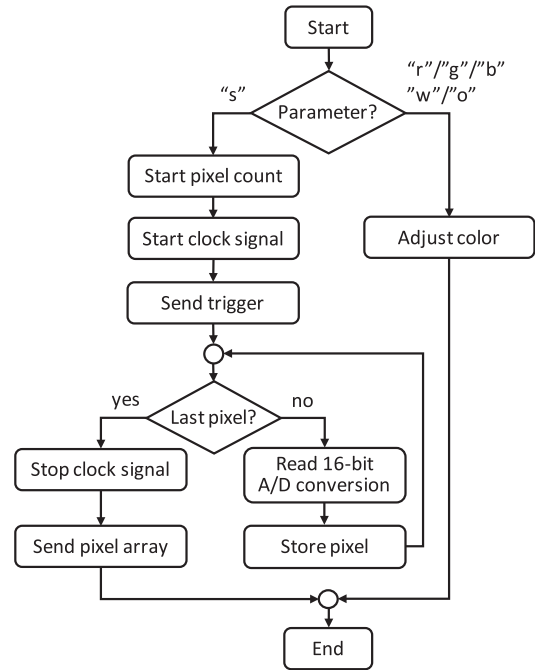 Start
"r"/"g"/"b"
"s"
"w"/"o"
Parameter?
Start pixel count
Start clock signal
Adjust color
Send trigger
yes
no
Last pixel?
Stop clock signal
Read 16-bit
A/D conversion
Send pixel array
Store pixel
End